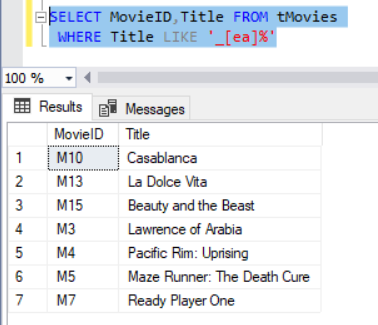 SELECT MovieID,Title FROM tMovies
WHERE Title LIKE '_[ea]%'
100 %
Results Messages
MovieID Title
1 M10 Casablanca
2 M13 La Dolce Vita
3 M15 Beauty and the Beast
4 M3 Lawrence of Arabia
5 M4 Pacific Rim: Uprising
6 M5 Maze Runner: The Death Cure
7 M7 Ready Player One